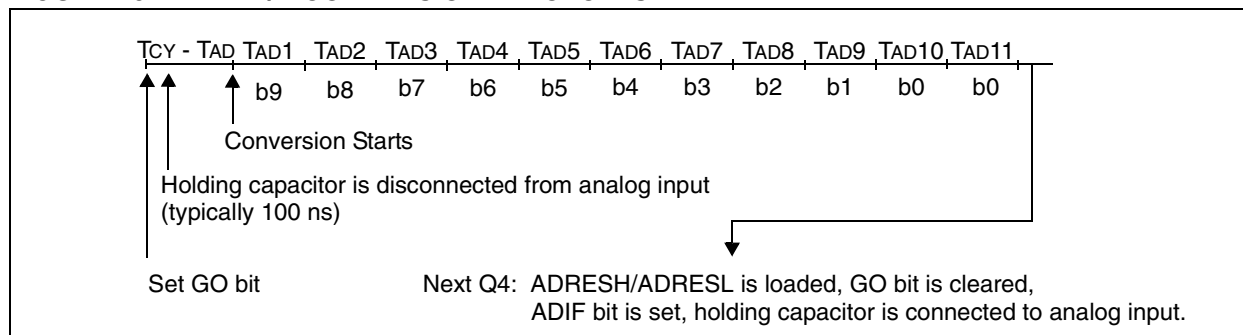 TCY - TAD TAD1 TAD2 TAD3 TAD4 TAD5 TAD6 TAD7 TAD8 TAD9 TAD10 TAD11
b9 b8 b7 b6 b5 b4 b3 b2 b1 b0 b0
Conversion Starts
Holding capacitor is disconnected from analog input
(typically 100 ns)
Set GO bit
Next Q4: ADRESH/ADRESL is loaded, GO bit is cleared,
ADIF bit is set, holding capacitor is connected to analog input.